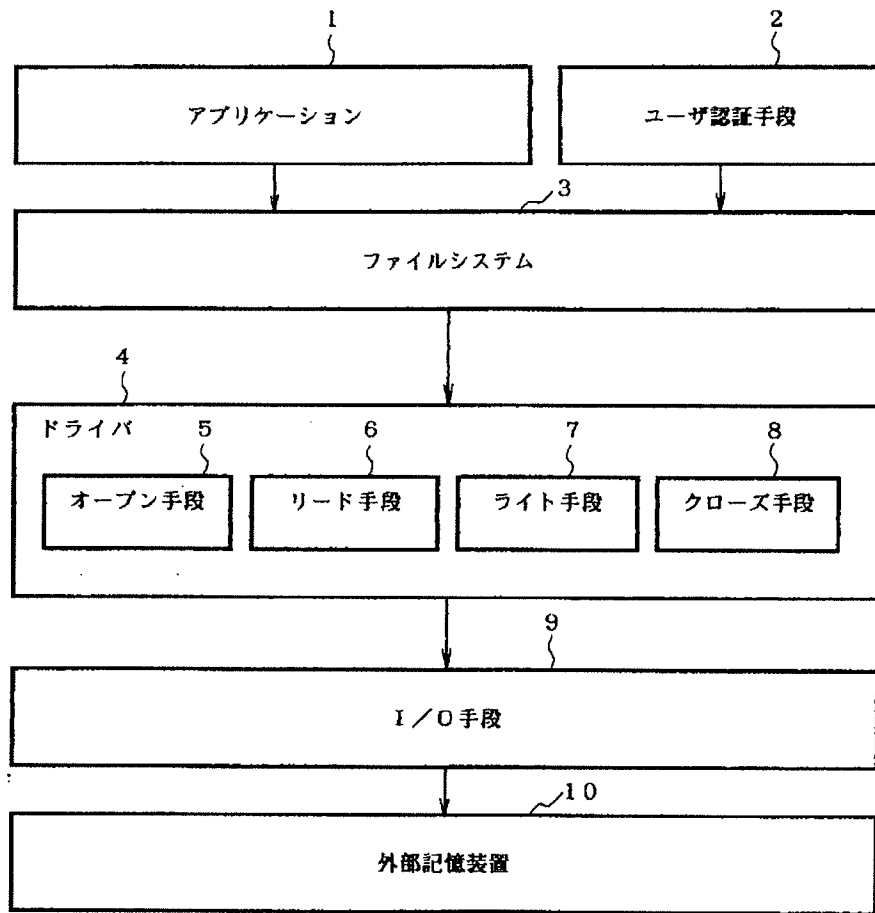 1
2
アプリケーション
ユーザ認証手段
3
ファイルシステム
4
ドライバ
5
6
7
8
オープン手段
リード手段
ライト手段
クローズ手段
9
I/O手段
10
外部記憶装置